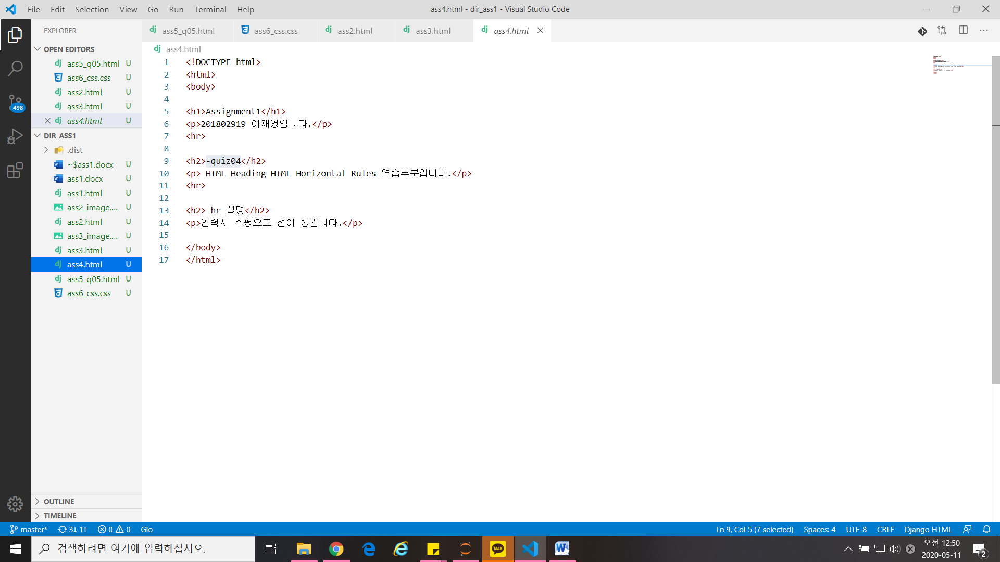 File Edit Selection View Go Run Terminal Help
ass4.html - dir_ass1 - Visual Studio Code
EXPLORER
OPEN EDITORS
ass5_q05.html U
ass6_css.css U
ass2.html U
ass3.html U
ass4.html U
DIR_ASS1
.dist
~$ass1.docx U
ass1.docx U
ass1.html U
ass2_image.... U
ass2.html U
ass3_image.... U
ass3.html U
ass4.html U
ass5_q05.html U
ass6_css.css U
OUTLINE
TIMELINE
498
ass5_q05.html ass6_css.css ass2.html ass3.html ass4.html
ass4.html
1 <!DOCTYPE html>
2 <html>
3 <body>
4
5 <h1>Assignment1</h1>
6 <p>201802919 이채영입니다.</p>
7 <hr>
8
9 <h2>-quiz04</h2>
10 <p> HTML Heading HTML Horizontal Rules 연습부분입니다.</p>
11 <hr>
12
13 <h2> hr 설명</h2>
14 <p>입력시 수평으로 선이 생깁니다.</p>
15
16 </body>
17 </html>
master* 3↓ 1↑ 0 0 Glo
Ln 9, Col 5 (7 selected) Spaces: 4 UTF-8 CRLF Django HTML
검색하려면 여기에 입력하십시오.
TALK
오전 12:50
2020-05-11
2